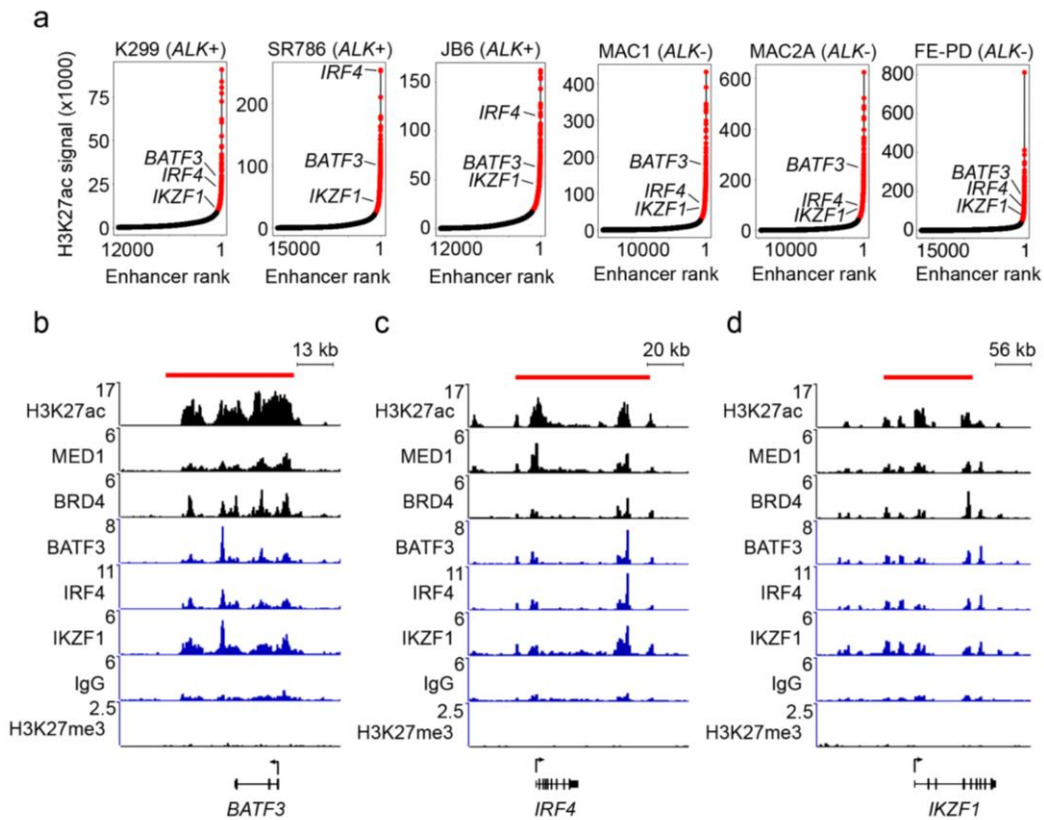 a
K299 (ALK+) SR786 (ALK+) JB6 (ALK+) MAC1 (ALK-) MAC2A (ALK-) FE-PD (ALK-)
H3K27ac signal (x1000)
75
50
25
0
BATF3
IRF4
IKZF1
12000 1
Enhancer rank
200
100
0
IRF4
BATF3
IKZF1
15000 1
Enhancer rank
150
100
50
0
IRF4
BATF3
IKZF1
12000 1
Enhancer rank
400
300
200
100
0
BATF3
IRF4
IKZF1
10000 1
Enhancer rank
600
400
200
0
BATF3
IRF4
IKZF1
10000 1
Enhancer rank
800
600
400
200
0
BATF3
IRF4
IKZF1
15000 1
Enhancer rank
b
13 kb
17
H3K27ac
6
MED1
6
BRD4
8
BATF3
11
IRF4
6
IKZF1
6
IgG
2.5
H3K27me3
BATF3
c
20 kb
17
H3K27ac
6
MED1
6
BRD4
8
BATF3
11
IRF4
6
IKZF1
6
IgG
2.5
H3K27me3
IRF4
d
56 kb
17
H3K27ac
6
MED1
6
BRD4
8
BATF3
11
IRF4
6
IKZF1
6
IgG
2.5
H3K27me3
IKZF1